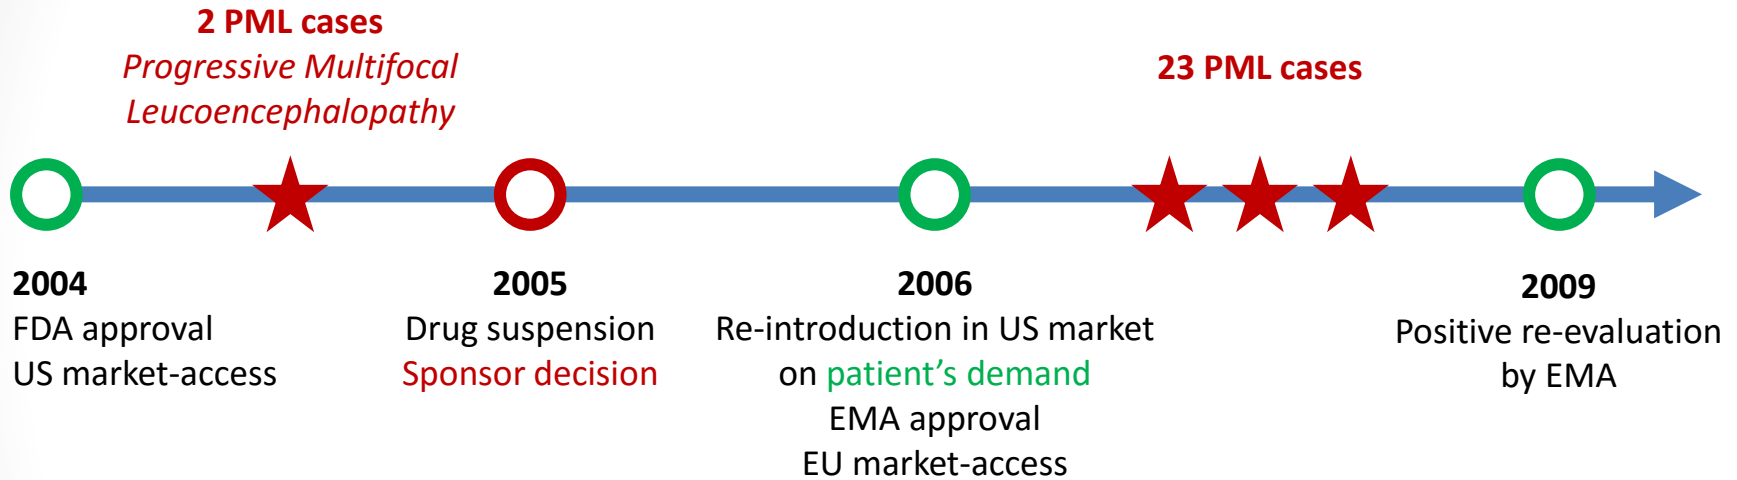 2 PML cases
Progressive Multifocal
Leucoencephalopathy
23 PML cases
2004
FDA approval
US market-access
2005
Drug suspension
Sponsor decision
2006
Re-introduction in US market
on patient’s demand
EMA approval
EU market-access
2009
Positive re-evaluation
by EMA